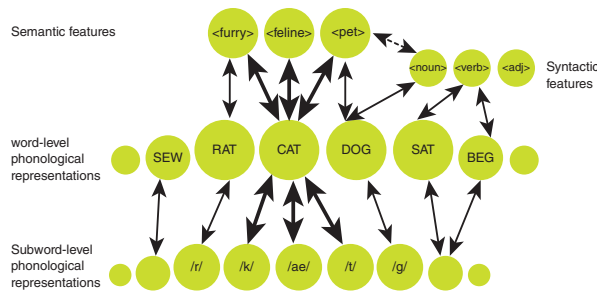 Semantic features
<furry> <feline> <pet>
<noun> <verb> <adj>
Syntactic
features
word-level
phonological
representations
SEW RAT CAT DOG SAT BEG
Subword-level
phonological
representations
/r/ /k/ /ae/ /t/ /g/